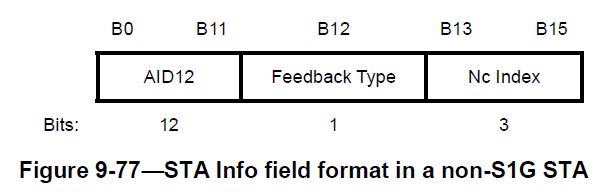 B0 B11 B12 B13 B15
AID12 Feedback Type Nc Index
Bits: 12 1 3
Figure 9-77—STA Info field format in a non-S1G STA